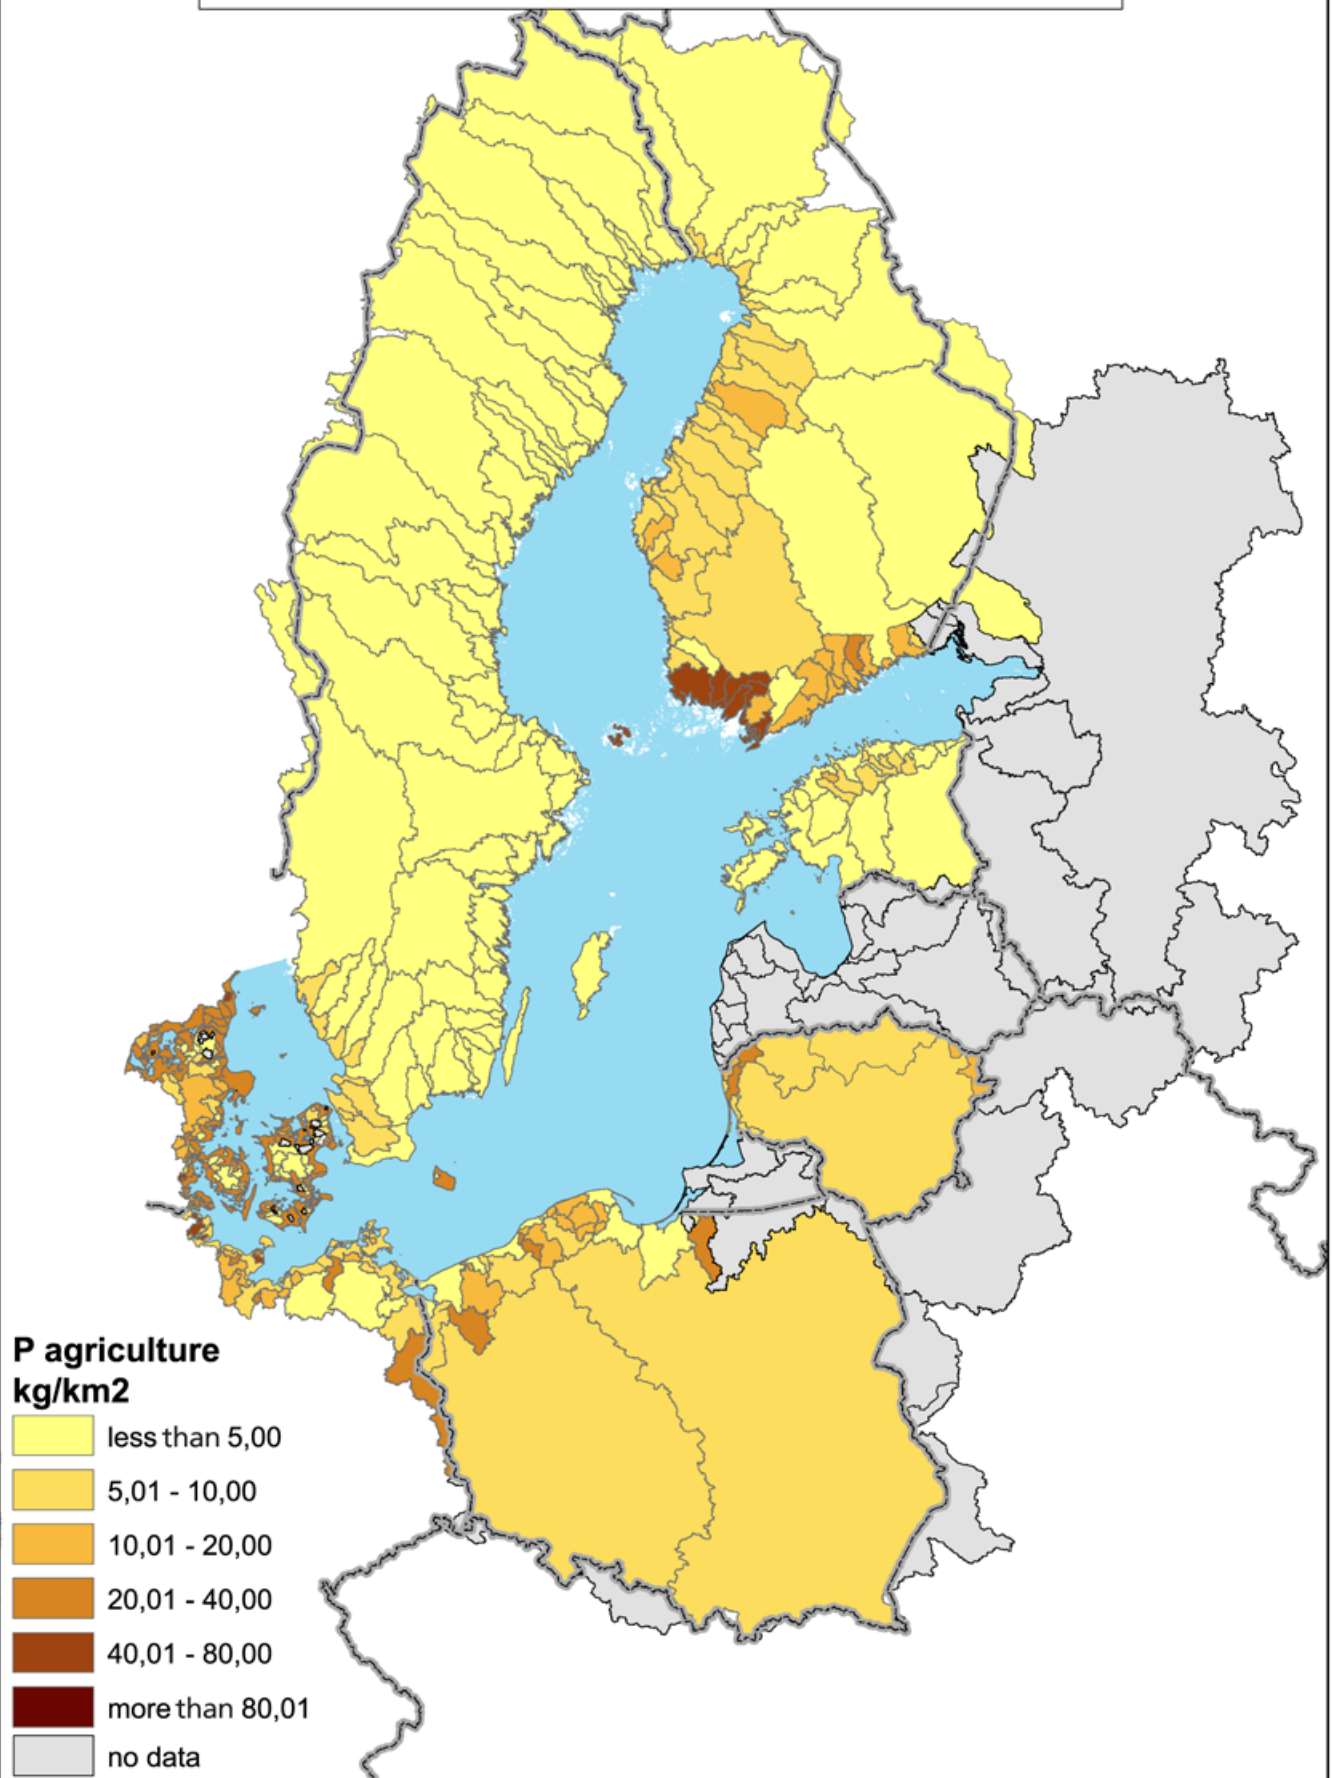 P agriculture
kg/km2
less than 5,00
5,01 - 10,00
10,01 - 20,00
20,01 - 40,00
40,01 - 80,00
more than 80,01
no data